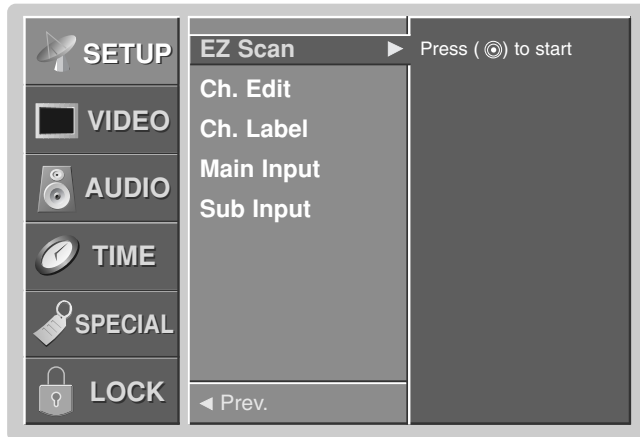 SETUP
VIDEO
AUDIO
TIME
SPECIAL
LOCK
EZ Scan ►
Ch. Edit
Ch. Label
Main Input
Sub Input
◄ Prev.
Press ( ◎ ) to start